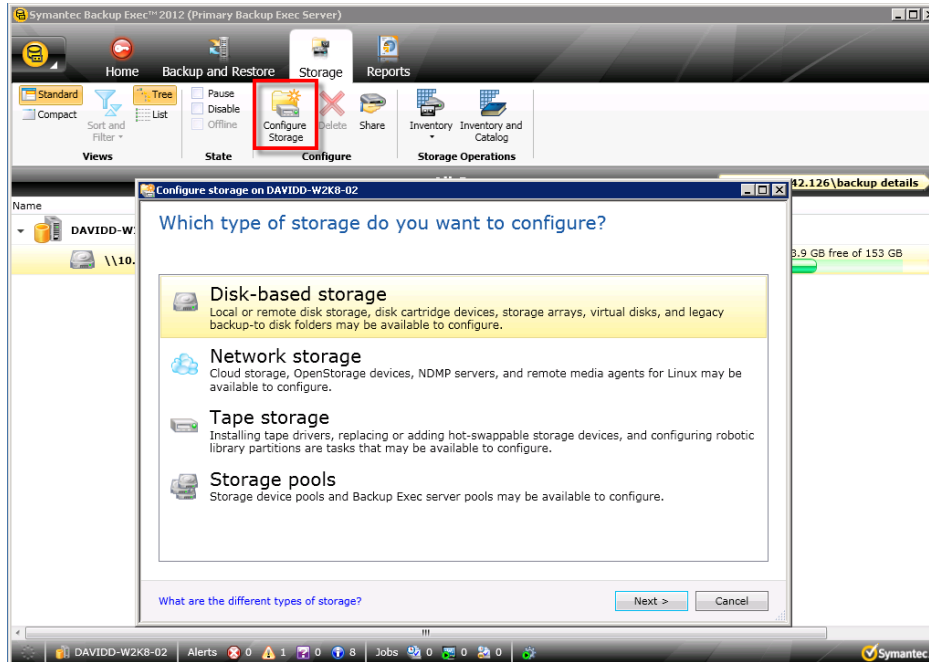 Symantec Backup Exec™ 2012 (Primary Backup Exec Server)
Home Backup and Restore Storage Reports
Standard
Compact
Sort and Filter
Tree
List
Views
Pause
Disable
Offline
State
Configure Storage
Delete
Share
Configure
Inventory
Inventory and Catalog
Storage Operations
42.126\backup details
Name
DAVIDD-W
\\10.
3.9 GB free of 153 GB
Configure storage on DAVIDD-W2K8-02
Which type of storage do you want to configure?
Disk-based storage
Local or remote disk storage, disk cartridge devices, storage arrays, virtual disks, and legacy
backup-to disk folders may be available to configure.
Network storage
Cloud storage, OpenStorage devices, NDMP servers, and remote media agents for Linux may be
available to configure.
Tape storage
Installing tape drivers, replacing or adding hot-swappable storage devices, and configuring robotic
library partitions are tasks that may be available to configure.
Storage pools
Storage device pools and Backup Exec server pools may be available to configure.
What are the different types of storage?
Next >
Cancel
DAVIDD-W2K8-02 Alerts 0 1 0 8 Jobs 0 0 0
Symantec.